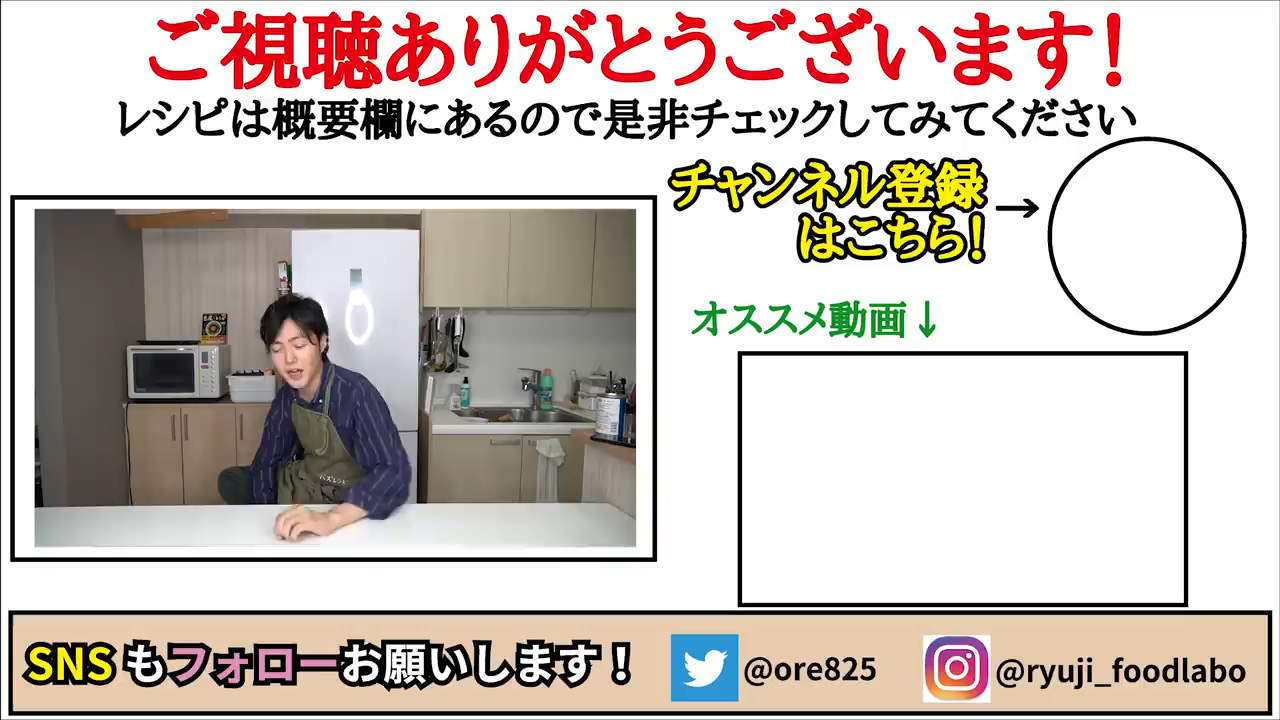 ご視聴ありがとうございます!
レシピは概要欄にあるので是非チェックしてみてください
チャンネル登録
はこちら!
→
オススメ動画↓
SNSもフォローお願いします!
@ore825
@ryuji_foodlabo